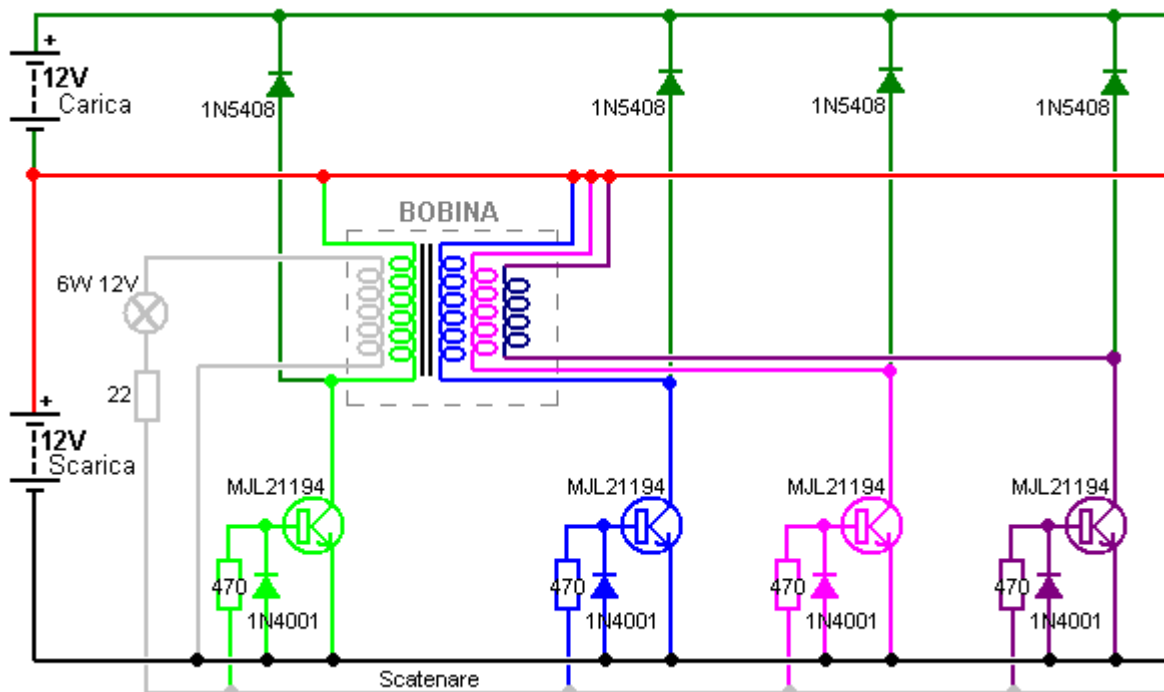 +
12V
Carica
1N5408
1N5408
1N5408
1N5408
BOBINA
6W 12V
22
+
12V
Scarica
MJL21194
MJL21194
MJL21194
MJL21194
470
470
470
470
1N4001
1N4001
1N4001
1N4001
Scatenare